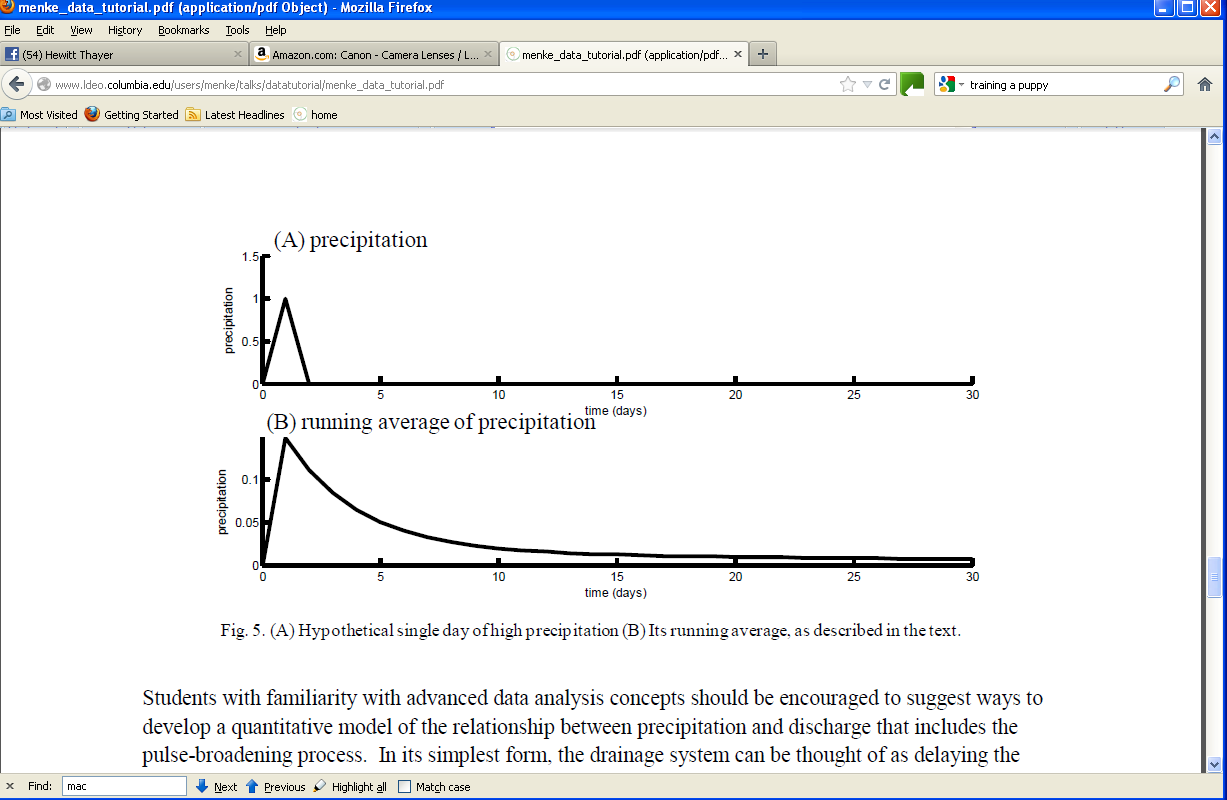 menke_data_tutorial.pdf (application/pdf Object) - Mozilla Firefox
File Edit View History Bookmarks Tools Help
(54) Hewitt Thayer
Amazon.com: Canon - Camera Lenses / L...
menke_data_tutorial.pdf (application/pdf...
www.ldeo.columbia.edu/users/menke/talks/datatutorial/menke_data_tutorial.pdf
training a puppy
Most Visited Getting Started Latest Headlines home
(A) precipitation
1.5
1
0.5
0
precipitation
0 5 10 15 20 25 30
time (days)
(B) running average of precipitation
0.1
0.05
0
precipitation
0 5 10 15 20 25 30
time (days)
Fig. 5. (A) Hypothetical single day of high precipitation (B) Its running average, as described in the text.
Students with familiarity with advanced data analysis concepts should be encouraged to suggest ways to
develop a quantitative model of the relationship between precipitation and discharge that includes the
pulse-broadening process. In its simplest form, the drainage system can be thought of as delaying the
Find: mac Next Previous Highlight all Match case